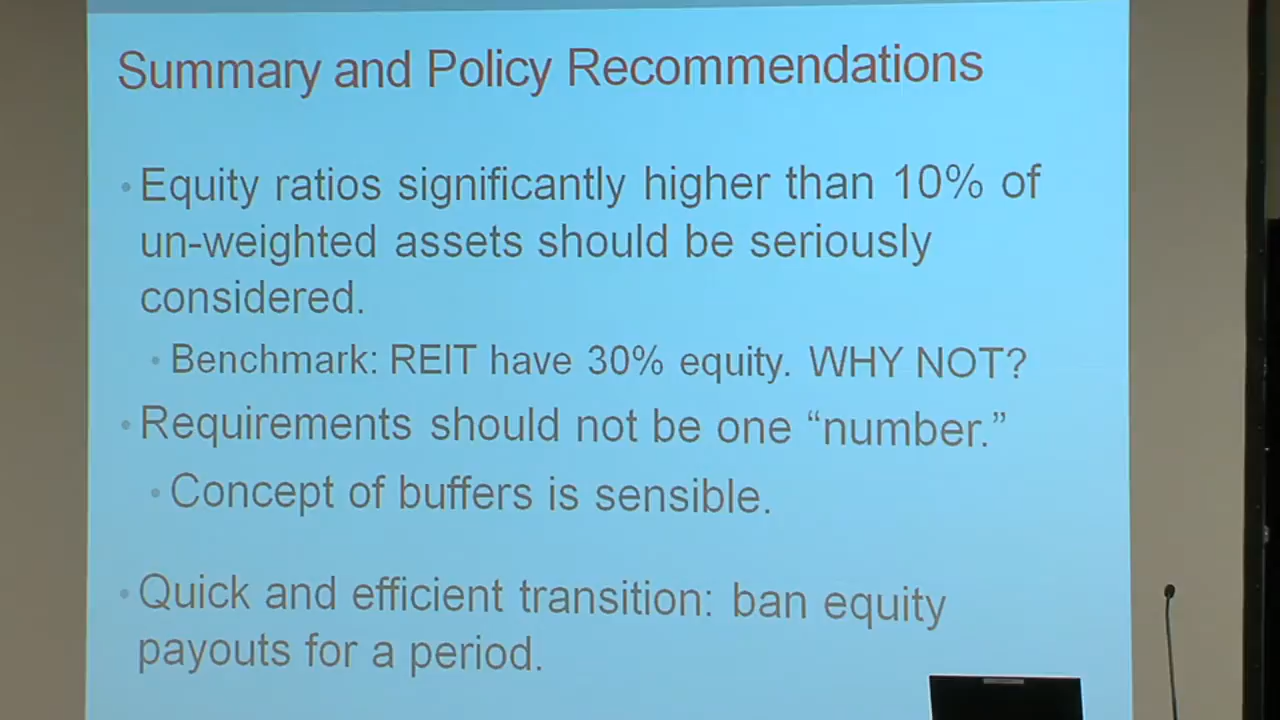 Summary and Policy Recommendations
• Equity ratios significantly higher than 10% of
un-weighted assets should be seriously
considered.
• Benchmark: REIT have 30% equity. WHY NOT?
• Requirements should not be one “number.”
• Concept of buffers is sensible.
• Quick and efficient transition: ban equity
payouts for a period.